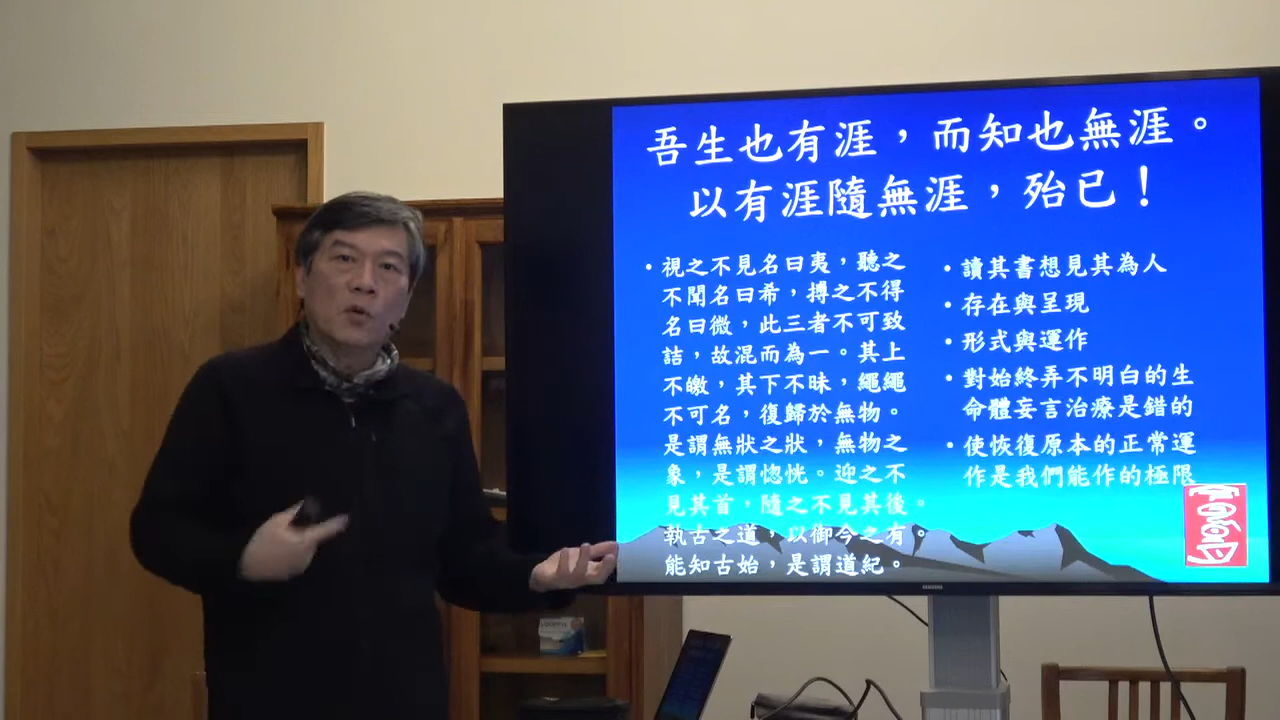 吾生也有涯，而知也無涯。
以有涯隨無涯，殆已！
•視之不見名曰夷，聽之
不聞名曰希，摶之不得
名曰微，此三者不可致
詰，故混而為一。其上
不皦，其下不昧，繩繩
不可名，復歸於無物。
是謂無狀之狀，無物之
象，是謂惚恍。迎之不
見其首，隨之不見其後。
執古之道，以御今之有。
能知古始，是謂道紀。
•讀其書想見其為人
•存在與呈現
•形式與運作
•對始終弄不明白的生
命體妄言治療是錯的
•使恢復原本的正常運
作是我們能作的極限